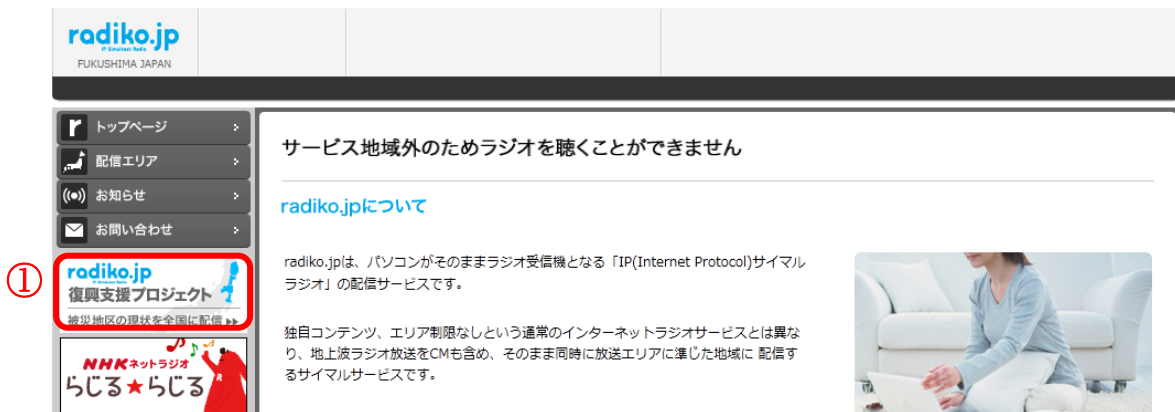 radiko.jp
IP Simulcast Radio
FUKUSHIMA JAPAN
トップページ
配信エリア
お知らせ
お問い合わせ
①
radiko.jp
復興支援プロジェクト
被災地区の現状を全国に配信
NHKネットラジオ
らじる★らじる
R
サービス地域外のためラジオを聴くことができません
radiko.jpについて
radiko.jpは、パソコンがそのままラジオ受信機となる「IP(Internet Protocol)サイマル
ラジオ」の配信サービスです。
独自コンテンツ、エリア制限なしという通常のインターネットラジオサービスとは異な
り、地上波ラジオ放送をCMも含め、そのまま同時に放送エリアに準じた地域に 配信す
るサイマルサービスです。